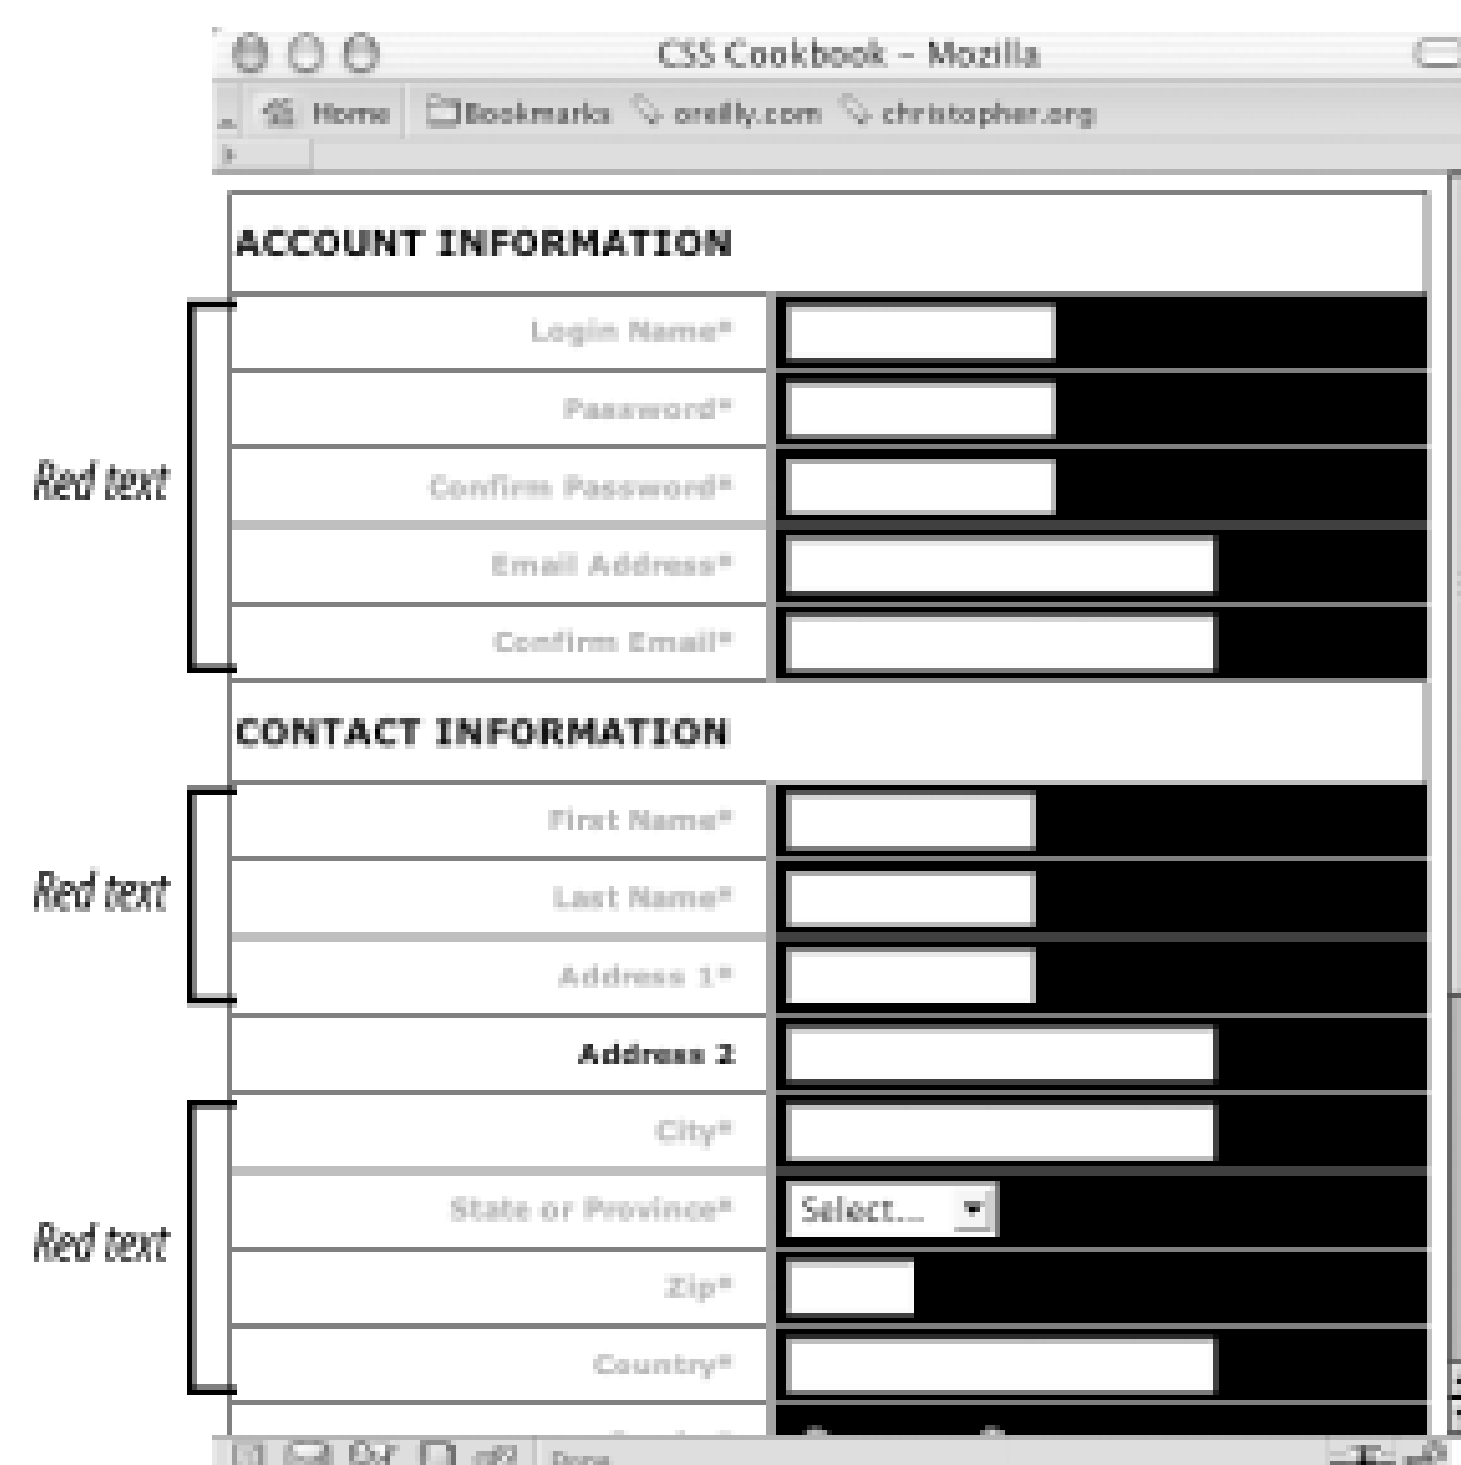 CSS Cookbook – Mozilla
Home Bookmarks oreilly.com christopher.org
ACCOUNT INFORMATION
Login Name*
Password*
Red text
Confirm Password*
Email Address*
Confirm Email*
CONTACT INFORMATION
First Name*
Red text
Last Name*
Address 1*
Address 2
City*
State or Province* Select...
Red text
Zip*
Country*
Done